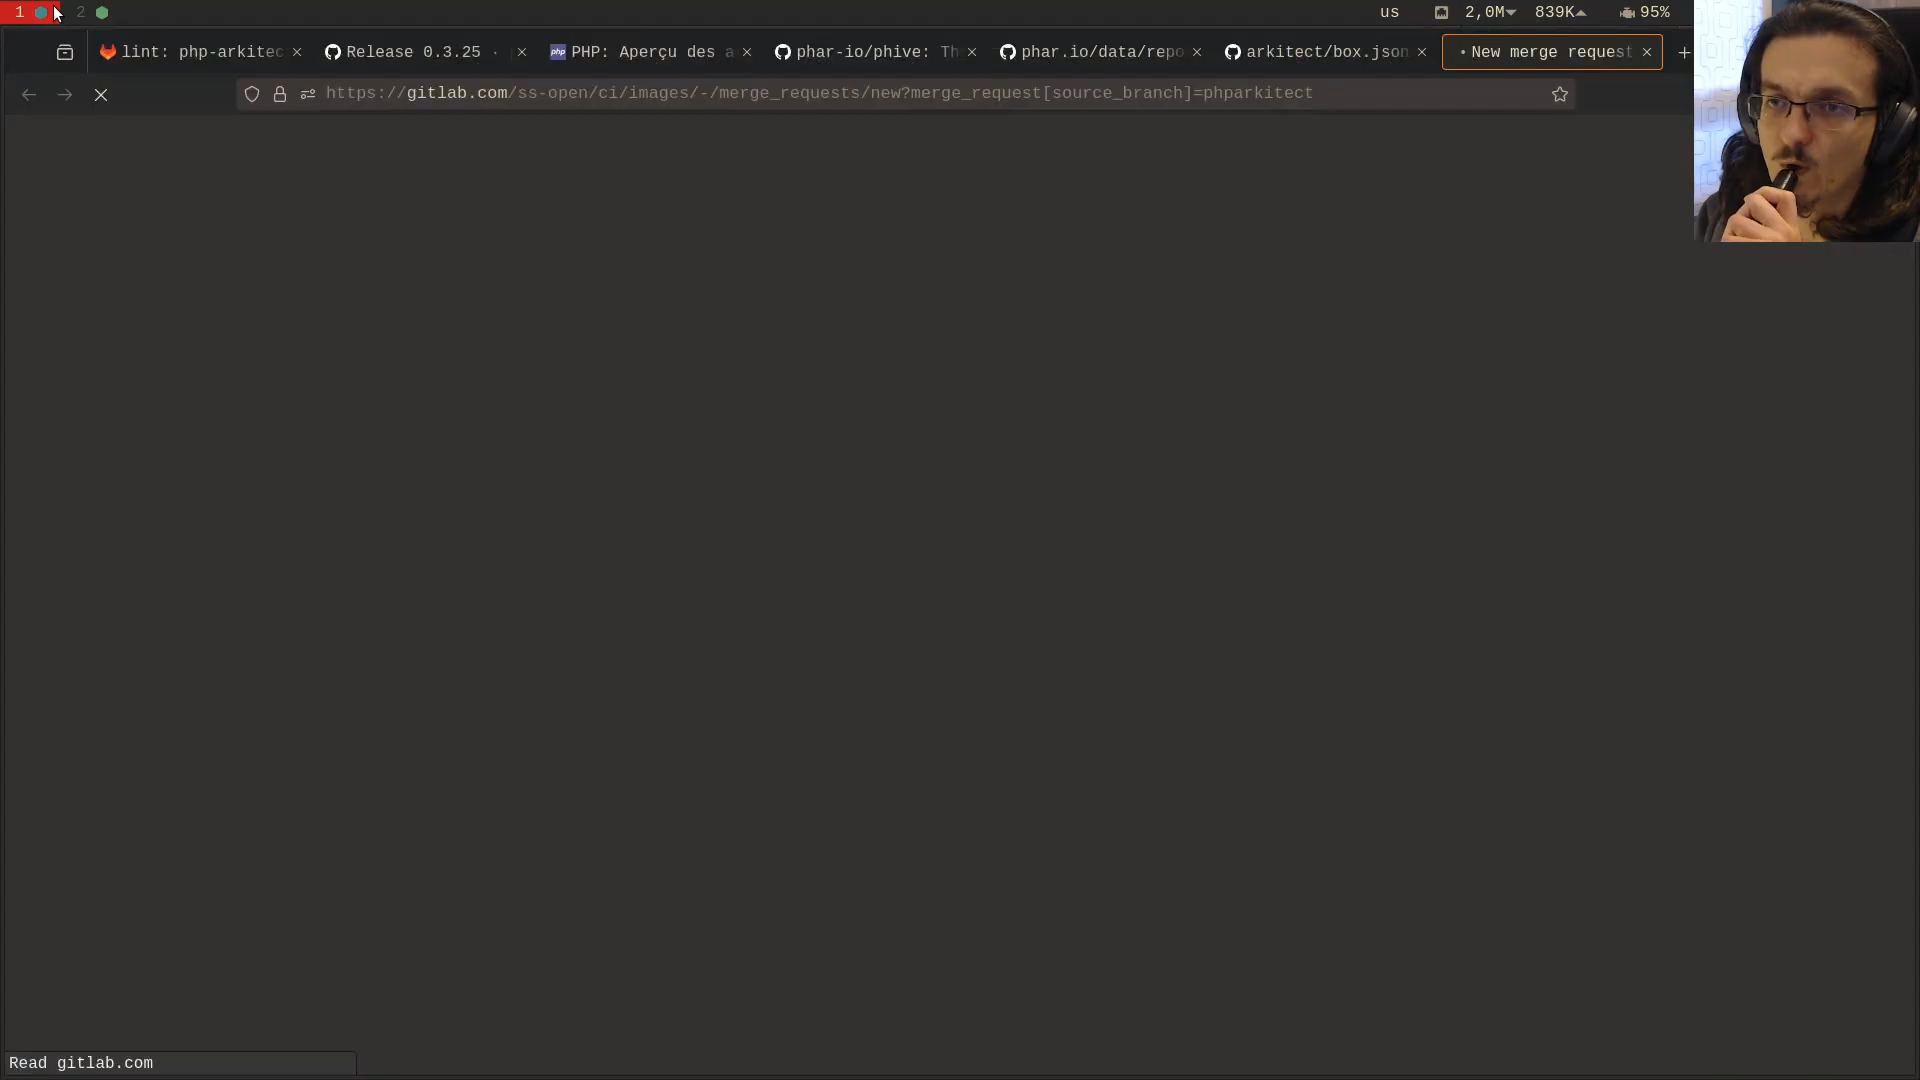 1 2 us 2,0M 839K 95%
lint: php-arkitec Release 0.3.25 · PHP: Aperçu des a phar-io/phive: Th phar.io/data/repo arkitect/box.json New merge request
https://gitlab.com/ss-open/ci/images/-/merge_requests/new?merge_request[source_branch]=phparkitect
Read gitlab.com